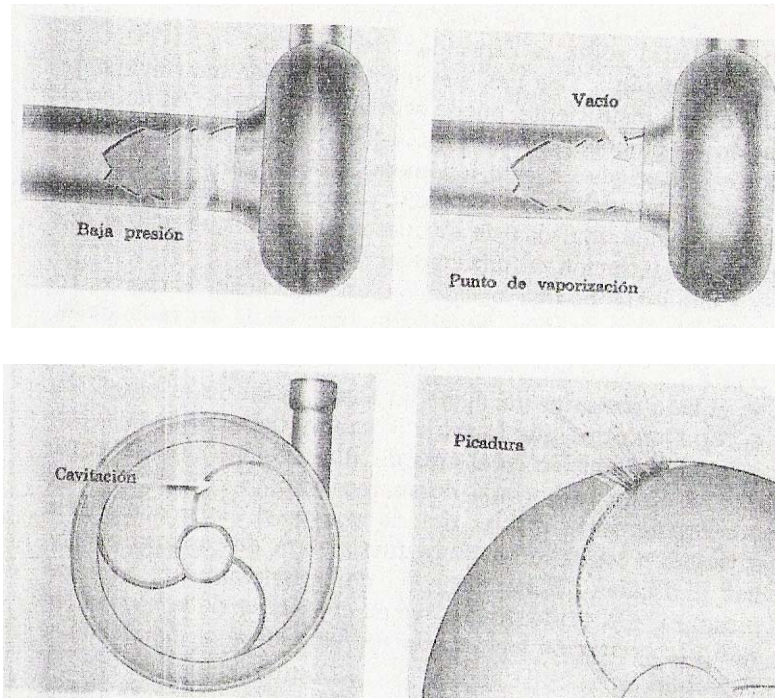 Vacío
Baja presión
Punto de vaporización
Cavitación
Picadura